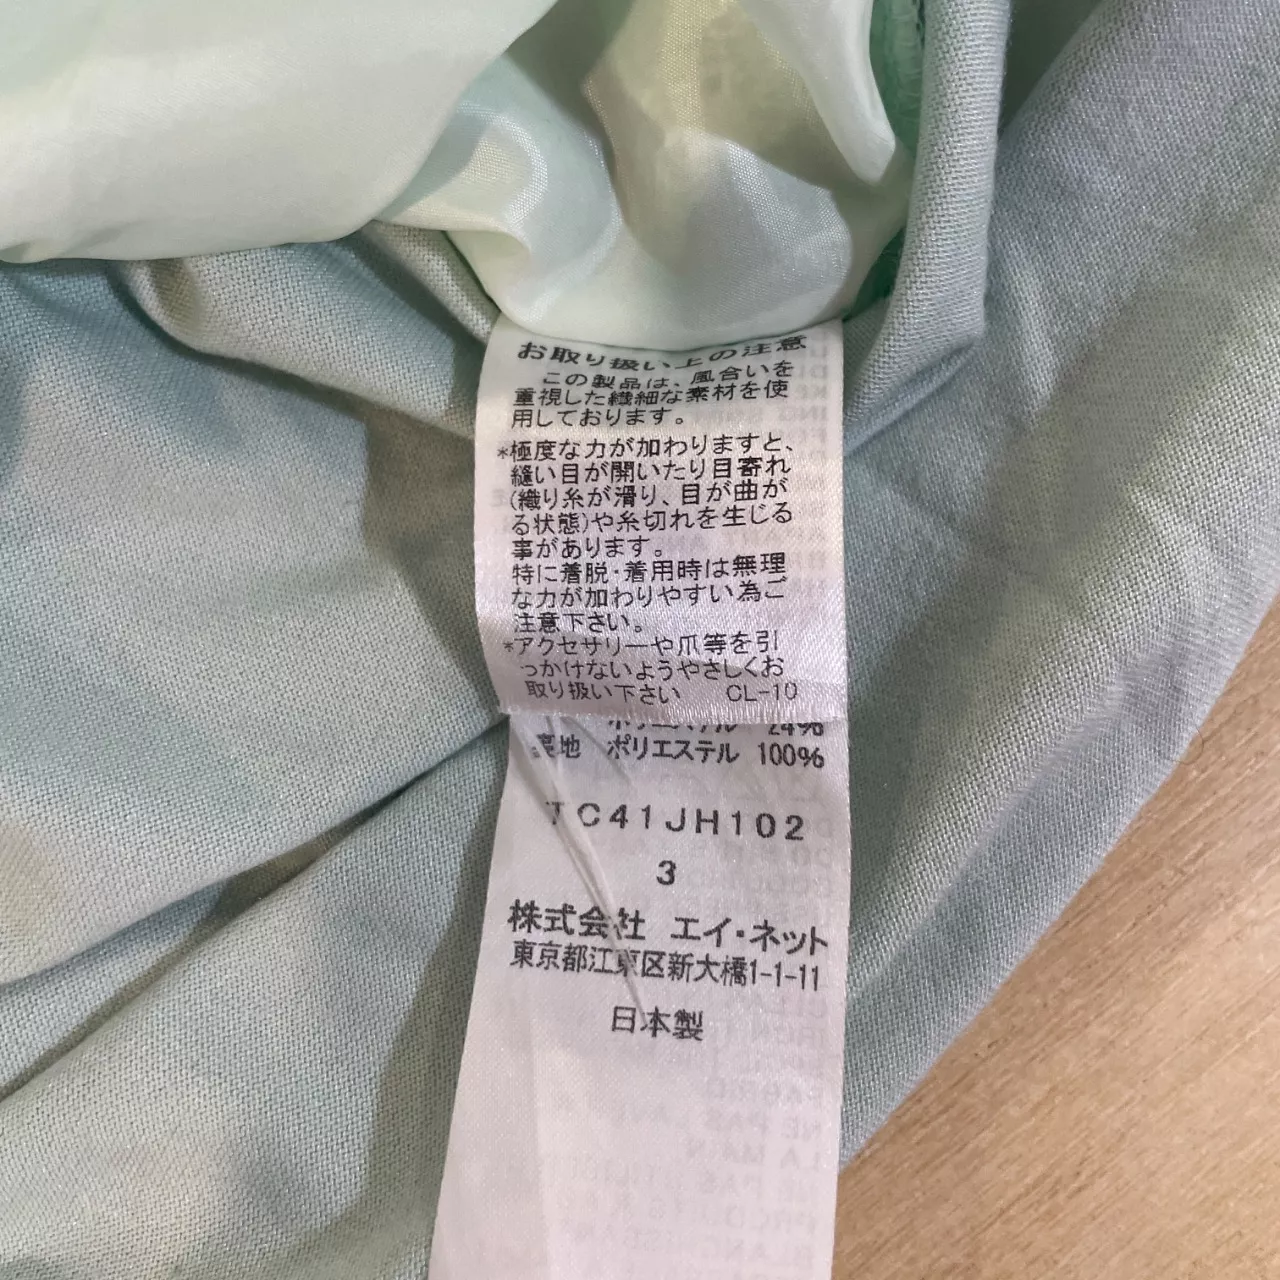 お取り扱い上の注意
この製品は、風合いを
重視した繊細な素材を使
用しております。
*極度な力が加わりますと、
縫い目が開いたり目寄れ
(織り糸が滑り、目が曲が
る状態)や糸切れを生じる
事があります。
特に着脱・着用時は無理
な力が加わりやすい為ご
注意下さい。
*アクセサリーや爪等を引
っかけないようやさしくお
取り扱い下さい CL-10
ポリエステル 24%
裏地 ポリエステル 100%
TC41JH102
3
株式会社 エイ・ネット
東京都江東区新大橋1-1-11
日本製